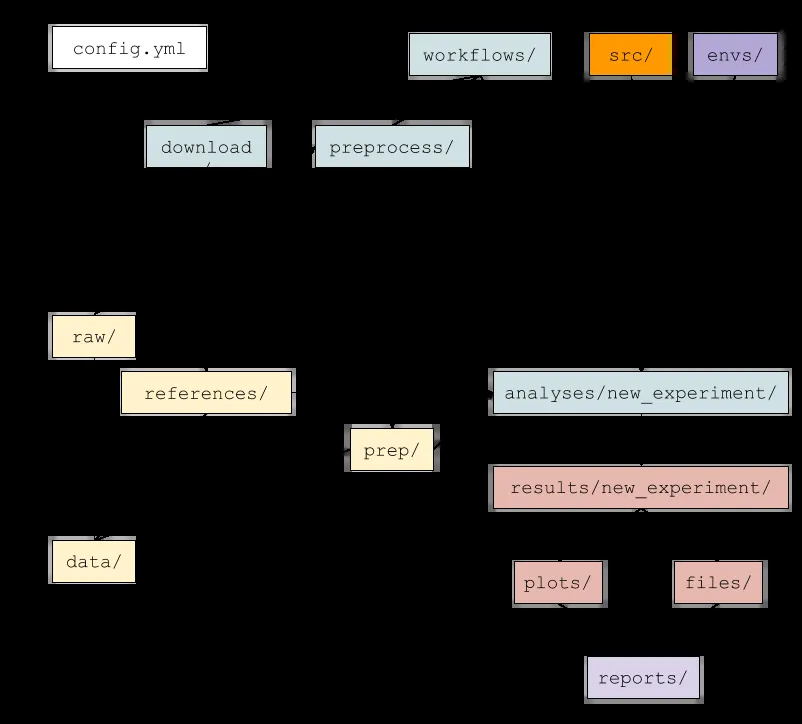 config.yml
workflows/
src/
envs/
download
preprocess/
raw/
references/
analyses/new_experiment/
prep/
results/new_experiment/
data/
plots/
files/
reports/